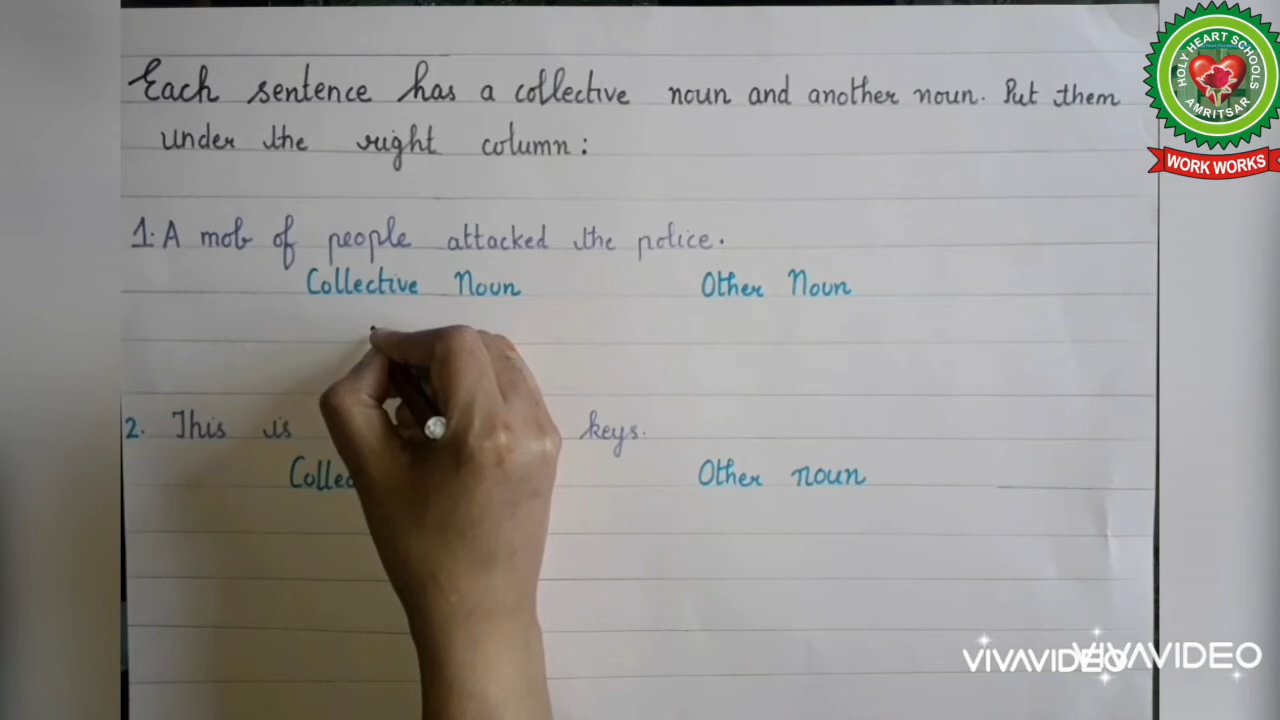 Each sentence has a collective noun and another noun. Put them
under the right column:
1. A mob of people attacked the police.
Collective Noun Other Noun
2. This is keys.
Other noun
HOLY HEART SCHOOLS
AMRITSAR
WORK WORKS
VIVAVIDEO VIVAVIDEO